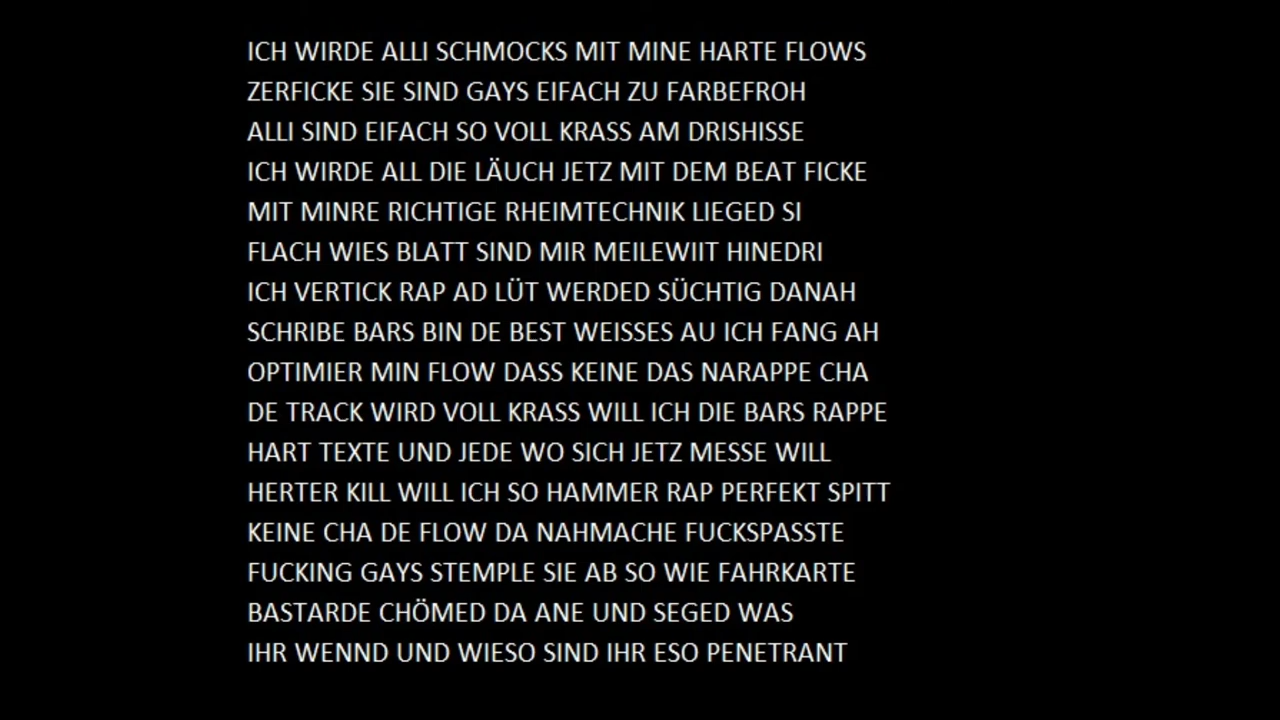 ICH WIRDE ALLI SCHMOCKS MIT MINE HARTE FLOWS
ZERFICKE SIE SIND GAYS EIFACH ZU FARBEFROH
ALLI SIND EIFACH SO VOLL KRASS AM DRISHISSE
ICH WIRDE ALL DIE LÄUCH JETZ MIT DEM BEAT FICKE
MIT MINRE RICHTIGE RHEIMTECHNIK LIEGED SI
FLACH WIES BLATT SIND MIR MEILEWIIT HINEDRI
ICH VERTICK RAP AD LÜT WERDED SÜCHTIG DANAH
SCHRIBE BARS BIN DE BEST WEISSES AU ICH FANG AH
OPTIMIER MIN FLOW DASS KEINE DAS NARAPPE CHA
DE TRACK WIRD VOLL KRASS WILL ICH DIE BARS RAPPE
HART TEXTE UND JEDE WO SICH JETZ MESSE WILL
HERTER KILL WILL ICH SO HAMMER RAP PERFEKT SPITT
KEINE CHA DE FLOW DA NAHMACHE FUCKSPASSTE
FUCKING GAYS STEMPLE SIE AB SO WIE FAHRKARTE
BASTARDE CHÖMED DA ANE UND SEGED WAS
IHR WENND UND WIESO SIND IHR ESO PENETRANT